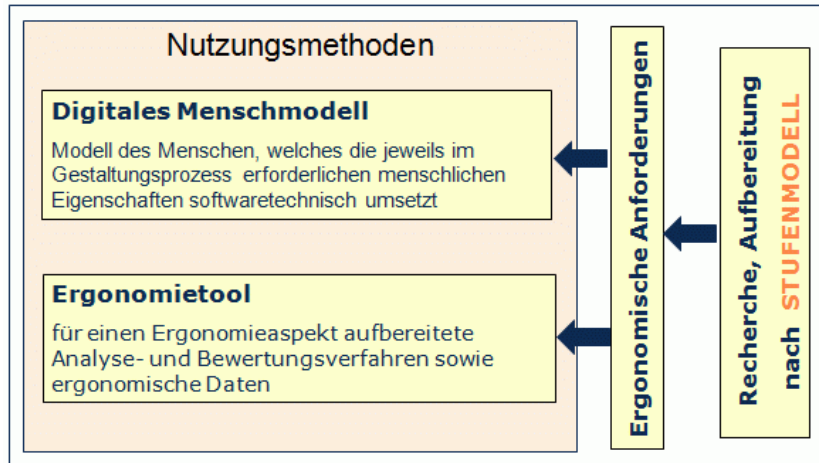 Nutzungsmethoden
Digitales Menschmodell
Modell des Menschen, welches die jeweils im
Gestaltungsprozess erforderlichen menschlichen
Eigenschaften softwaretechnisch umsetzt
Ergonomietool
für einen Ergonomieaspekt aufbereitete
Analyse- und Bewertungsverfahren sowie
ergonomische Daten
Ergonomische Anforderungen
Recherche, Aufbereitung
nach STUFENMODELL